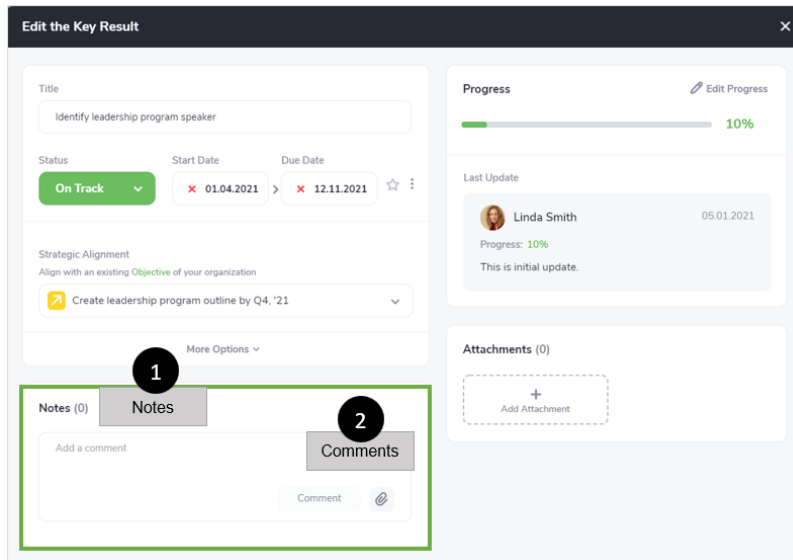 Edit the Key Result
Title
Identify leadership program speaker
Status
Start Date
Due Date
On Track
01.04.2021
12.11.2021
Strategic Alignment
Align with an existing Objective of your organization
Create leadership program outline by Q4, '21
More Options
1
Notes (0)
Notes
2
Comments
Add a comment
Comment
Progress
Edit Progress
10%
Last Update
Linda Smith
05.01.2021
Progress: 10%
This is initial update.
Attachments (0)
+
Add Attachment